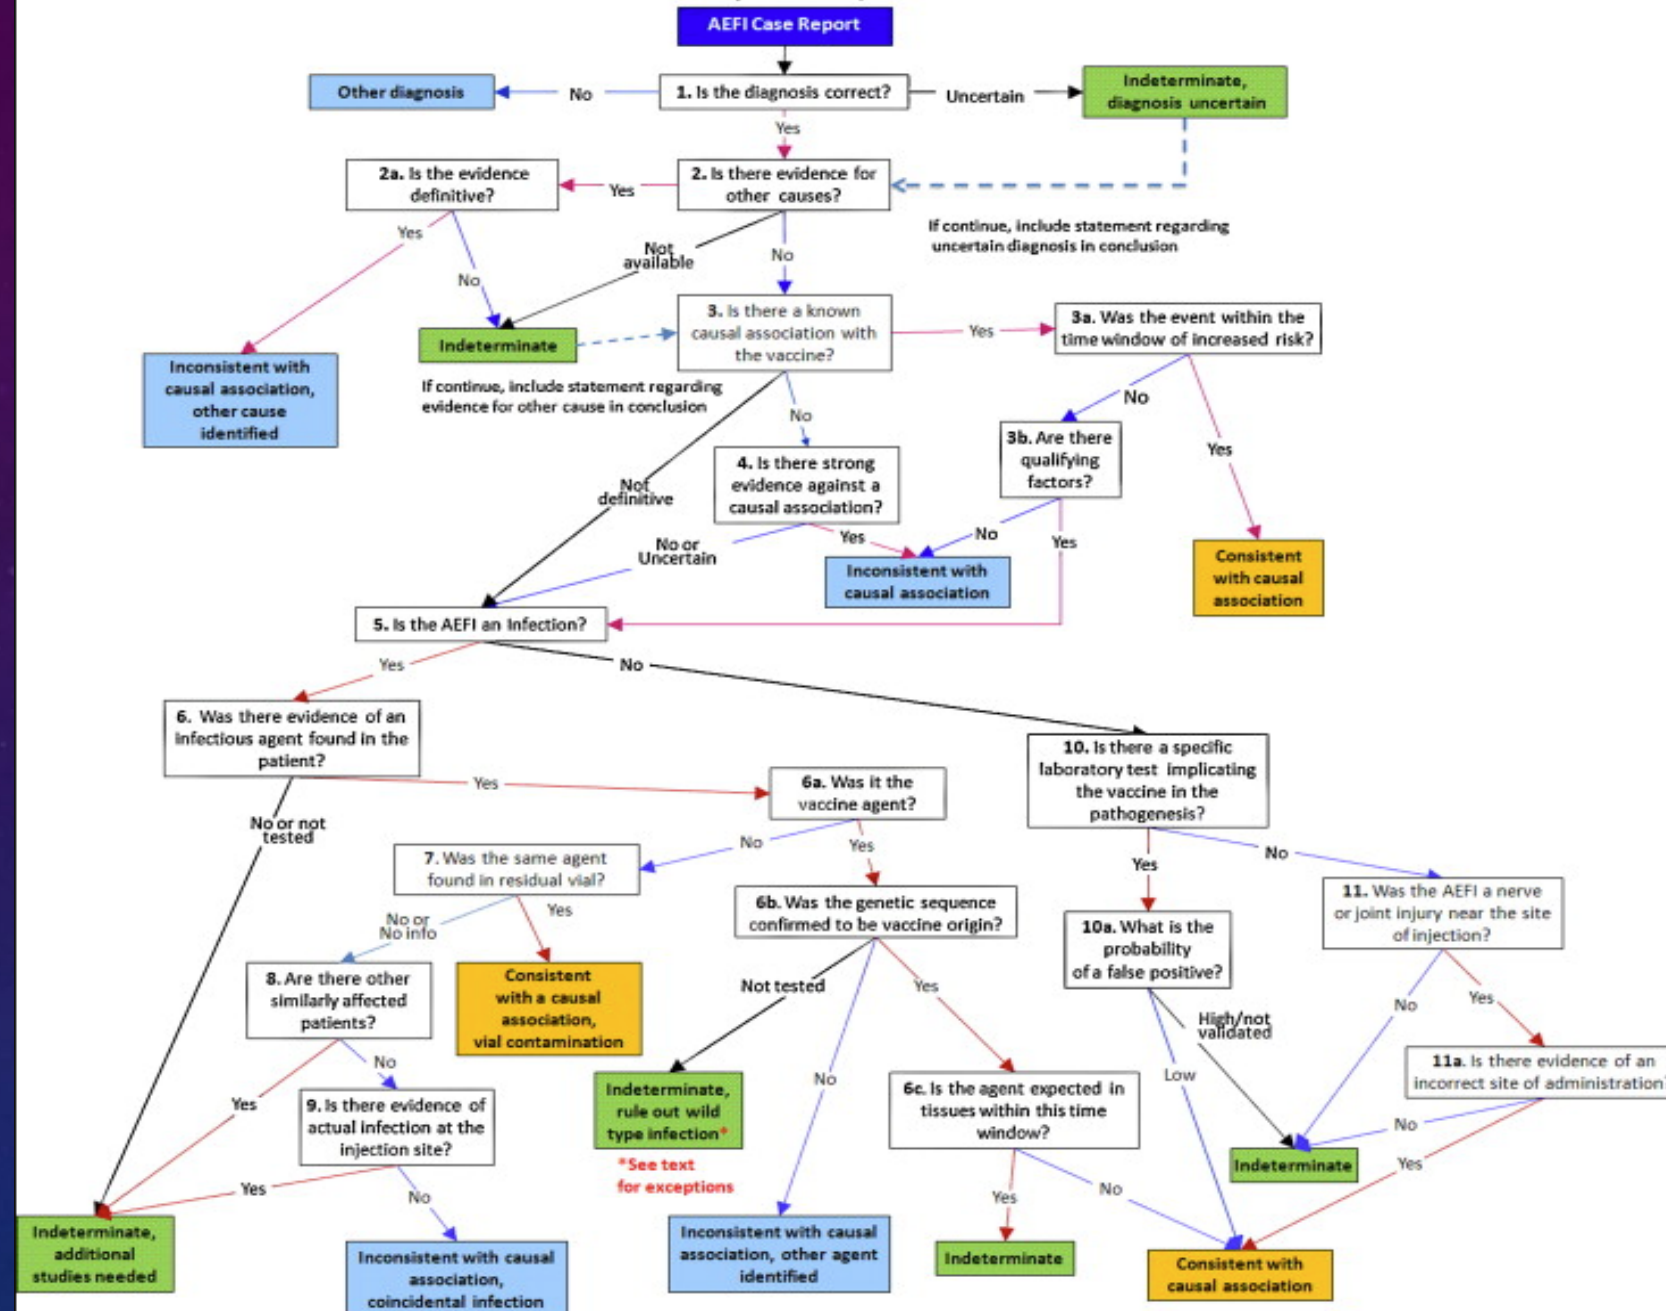 AEFI Case Report
Other diagnosis
No
1. Is the diagnosis correct?
Uncertain
Indeterminate,
diagnosis uncertain
Yes
2a. Is the evidence
definitive?
Yes
2. Is there evidence for
other causes?
If continue, include statement regarding
uncertain diagnosis in conclusion
Yes
No
Not
available
No
Indeterminate
3. Is there a known
causal association with
the vaccine?
Yes
3a. Was the event within the
time window of increased risk?
Inconsistent with
causal association,
other cause
identified
If continue, include statement regarding
evidence for other cause in conclusion
No
No
Yes
3b. Are there
qualifying
factors?
4. Is there strong
evidence against a
causal association?
Not
definitive
No or
Uncertain
Yes
No
Yes
Inconsistent with
causal association
Consistent
with causal
association
5. Is the AEFI an Infection?
Yes
No
6. Was there evidence of an
infectious agent found in the
patient?
Yes
6a. Was it the
vaccine agent?
10. Is there a specific
laboratory test implicating
the vaccine in the
pathogenesis?
No or not
tested
No
Yes
Yes
No
7. Was the same agent
found in residual vial?
6b. Was the genetic sequence
confirmed to be vaccine origin?
10a. What is the
probability
of a false positive?
11. Was the AEFI a nerve
or joint injury near the site
of injection?
No or
No info
Yes
8. Are there other
similarly affected
patients?
Consistent
with a causal
association,
vial contamination
Not tested
Yes
No
High/not
validated
Low
No
Yes
No
Yes
9. Is there evidence of
actual infection at the
injection site?
Indeterminate,
rule out wild
type infection*
*See text
for exceptions
6c. Is the agent expected in
tissues within this time
window?
11a. Is there evidence of an
incorrect site of administration?
No
Yes
Indeterminate
Yes
No
Yes
No
Indeterminate,
additional
studies needed
Inconsistent with causal
association,
coincidental infection
Inconsistent with causal
association, other agent
identified
Indeterminate
Consistent with
causal association